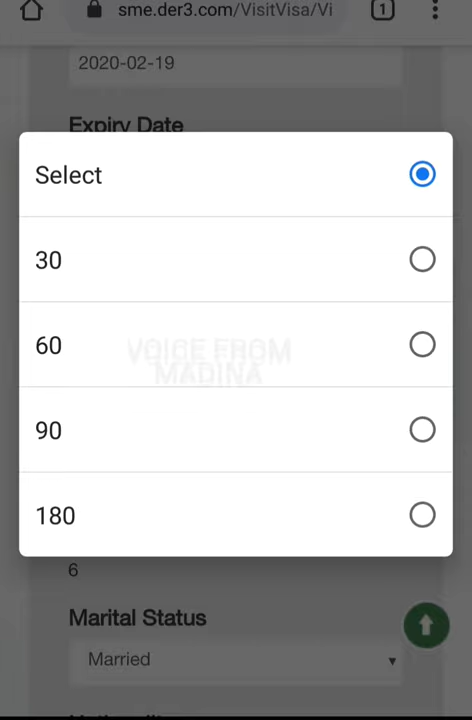 sme.der3.com/VisitVisa/Vi
1
2020-02-19
Expiry Date
Select
30
60
VOICE FROM
MADINA
90
180
6
Marital Status
Married